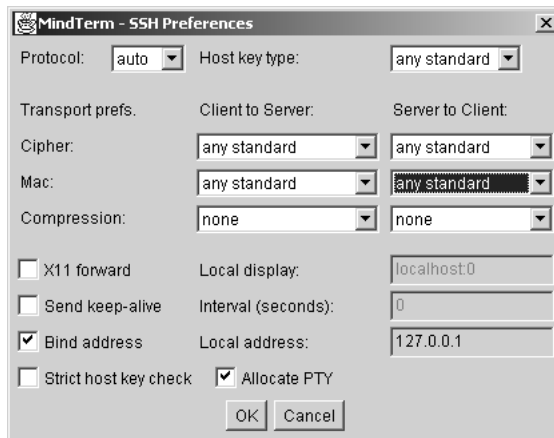 MindTerm - SSH Preferences
Protocol: auto Host key type: any standard
Transport prefs. Client to Server: Server to Client:
Cipher: any standard any standard
Mac: any standard any standard
Compression: none none
X11 forward Local display: localhost:0
Send keep-alive Interval (seconds): 0
Bind address Local address: 127.0.0.1
Strict host key check Allocate PTY
OK Cancel